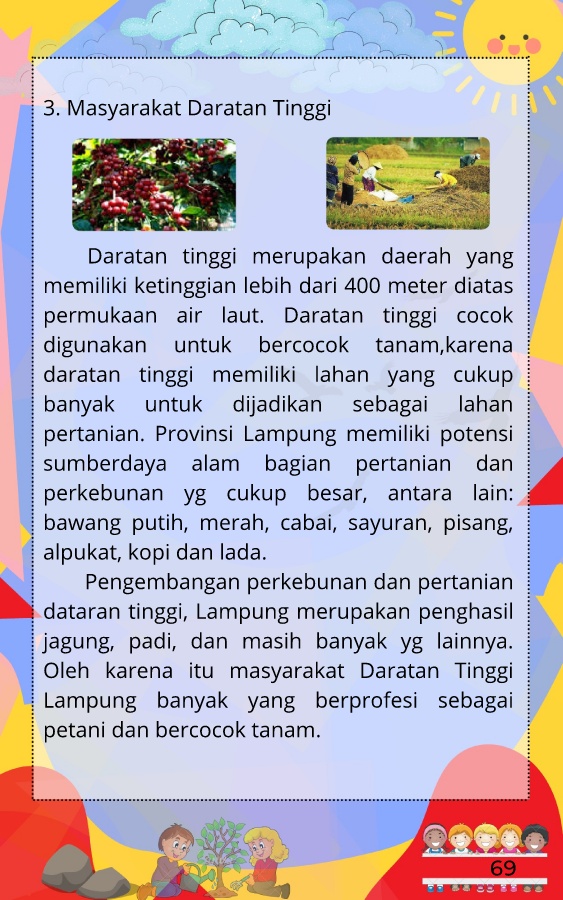 3. Masyarakat Daratan Tinggi
Daratan tinggi merupakan daerah yang
memiliki ketinggian lebih dari 400 meter diatas
permukaan air laut. Daratan tinggi cocok
digunakan untuk bercocok tanam,karena
daratan tinggi memiliki lahan yang cukup
banyak untuk dijadikan sebagai lahan
pertanian. Provinsi Lampung memiliki potensi
sumberdaya alam bagian pertanian dan
perkebunan yg cukup besar, antara lain:
bawang putih, merah, cabai, sayuran, pisang,
alpukat, kopi dan lada.
Pengembangan perkebunan dan pertanian
dataran tinggi, Lampung merupakan penghasil
jagung, padi, dan masih banyak yg lainnya.
Oleh karena itu masyarakat Daratan Tinggi
Lampung banyak yang berprofesi sebagai
petani dan bercocok tanam.
69